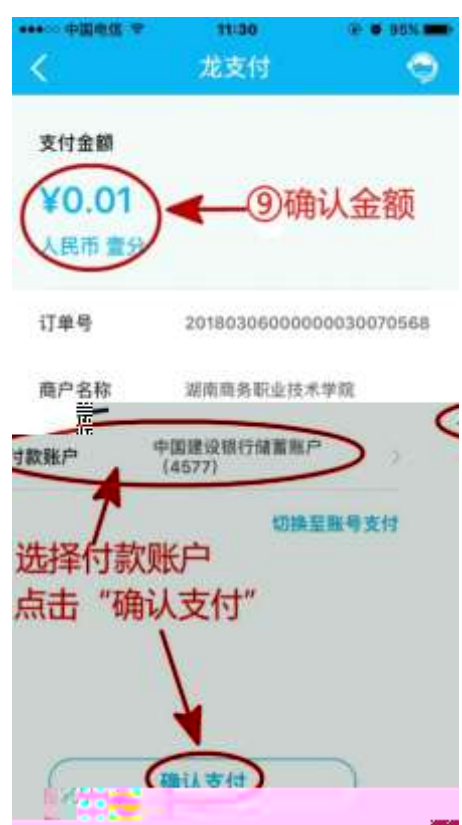 中国电信 11:30 95%
龙支付
支付金额
¥0.01
⑨确认金额
人民币 壹分
订单号 20180306000000030070568
商户名称 湖南商务职业技术学院
付款账户 中国建设银行储蓄账户
(4577)
切换至账号支付
选择付款账户
点击“确认支付”
确认支付